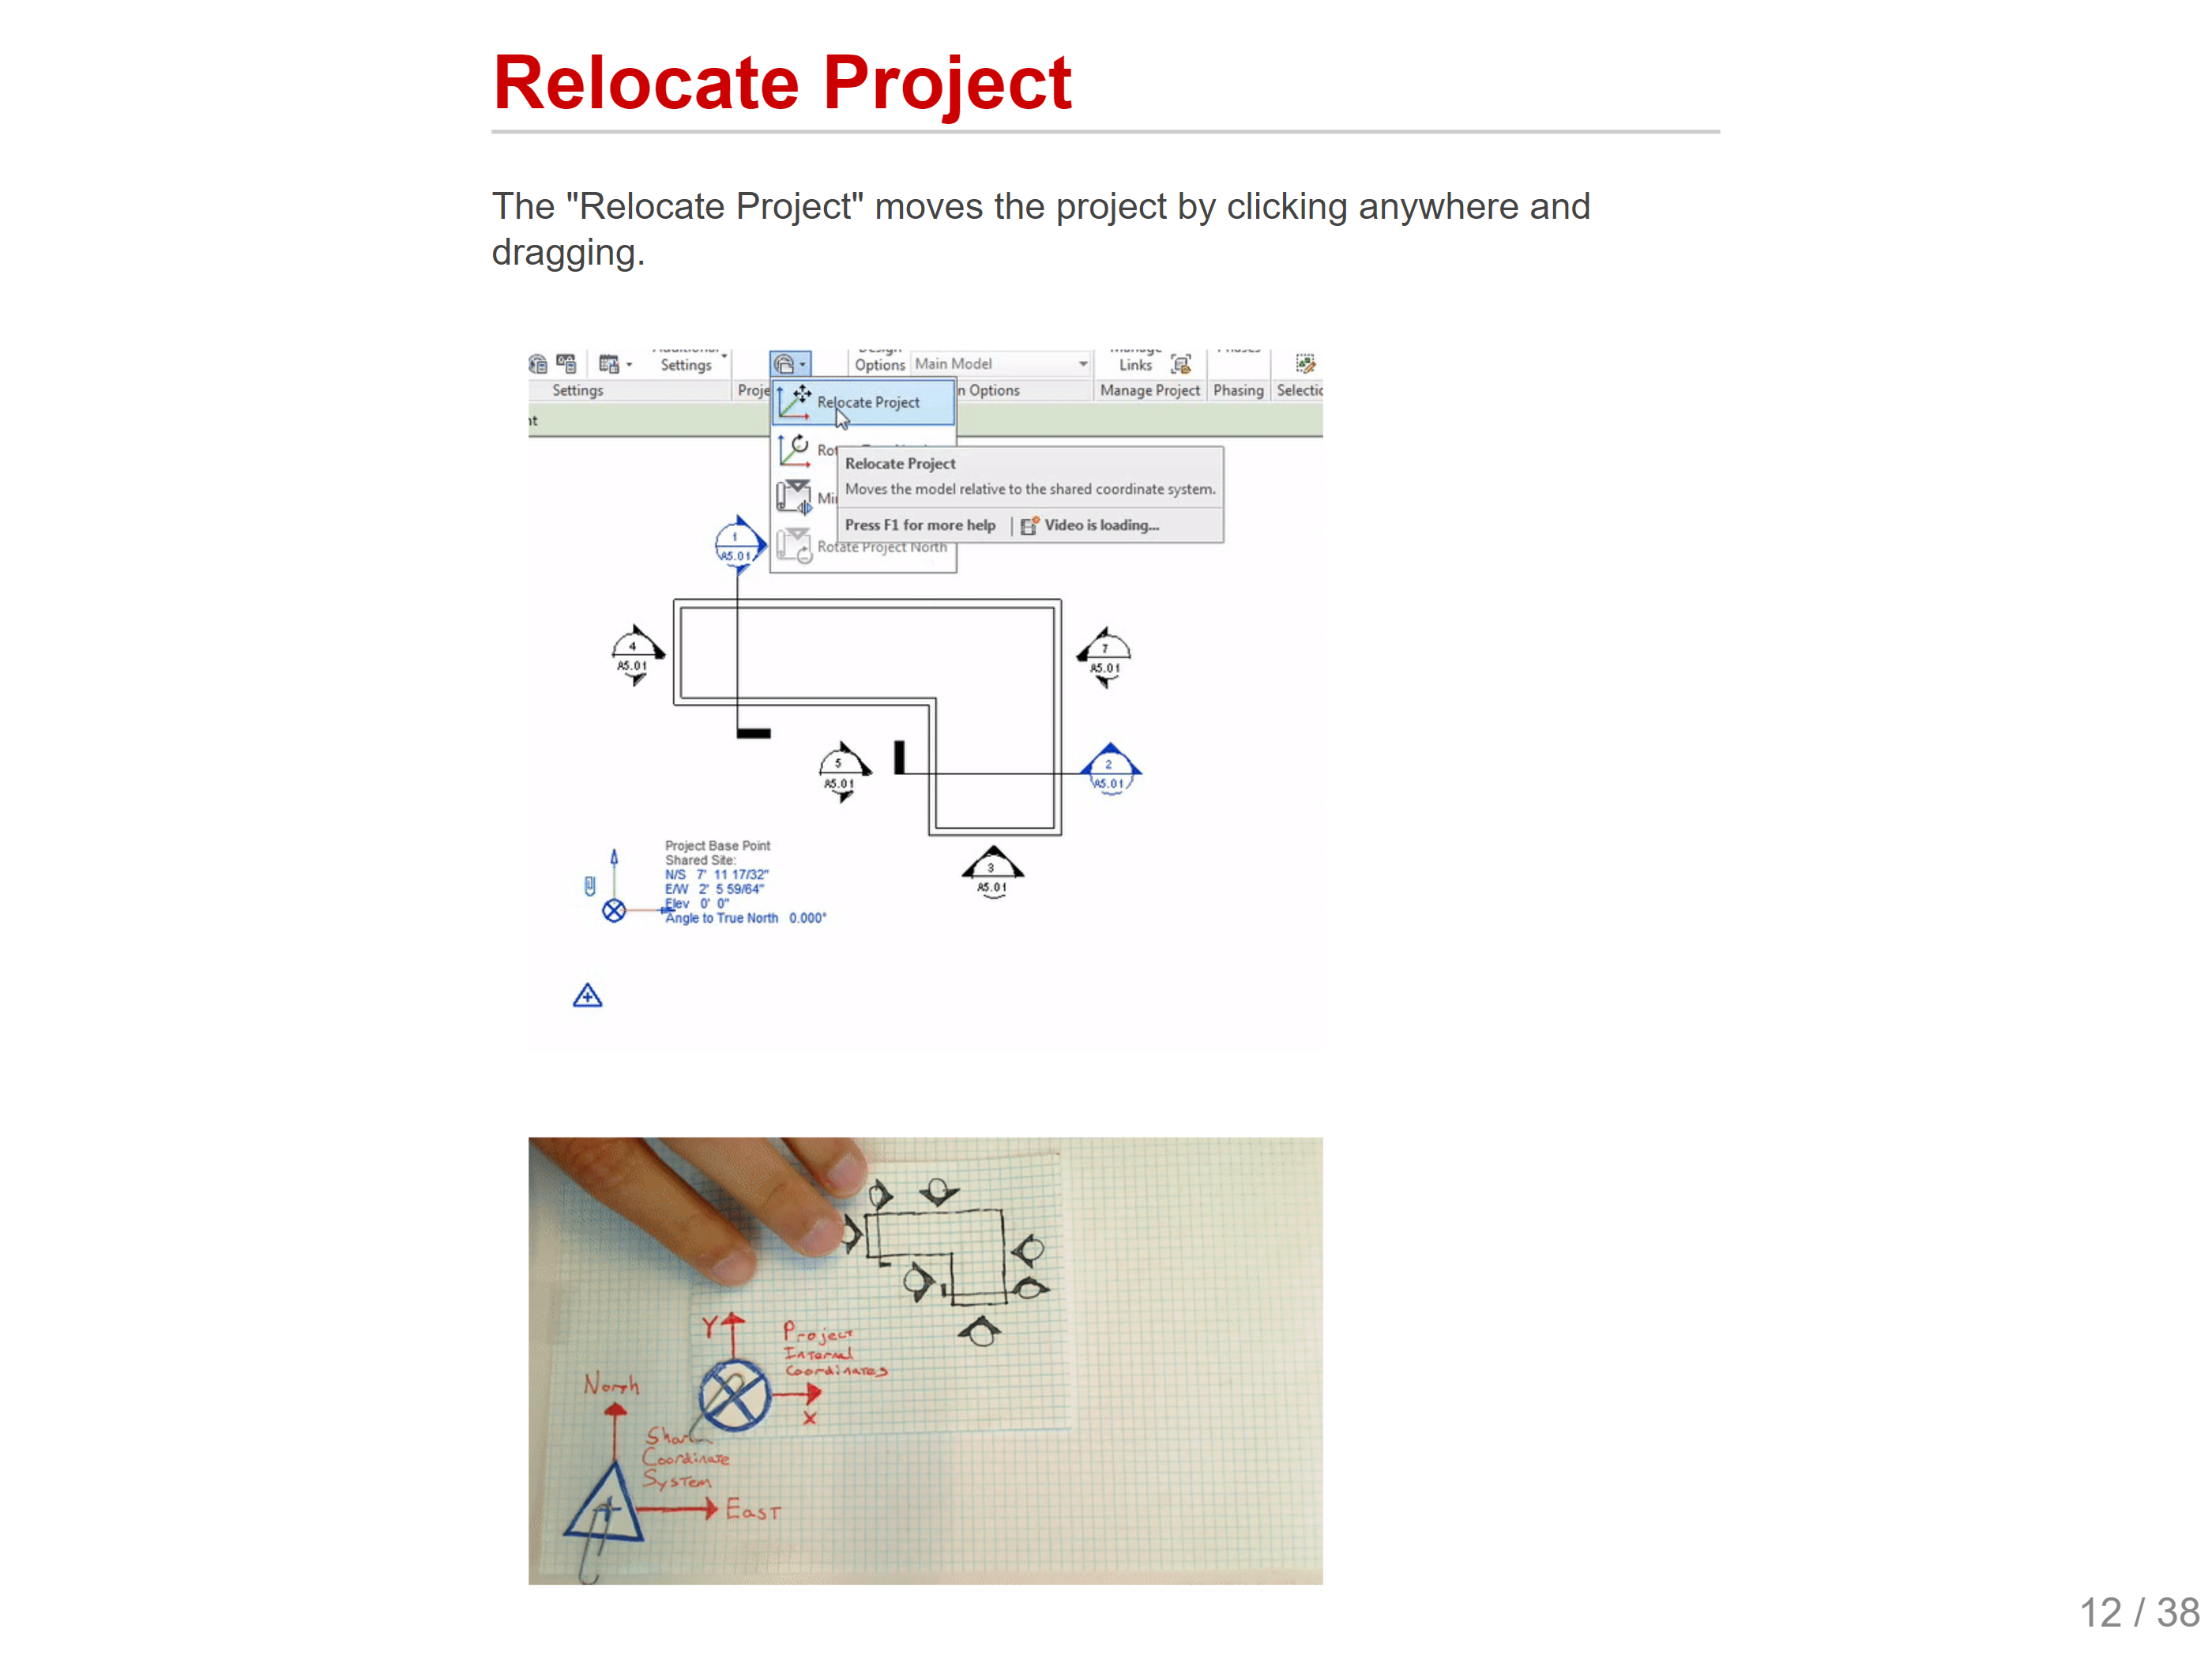 Relocate Project
The "Relocate Project" moves the project by clicking anywhere and
dragging.
Settings
Options Main Model
Links
Settings
n Options
Manage Project
Phasing
Relocate Project
Relocate Project
Moves the model relative to the shared coordinate system.
Press F1 for more help
Video is loading...
Rotate Project North
1
A5.01
4
A5.01
7
A5.01
5
A5.01
2
A5.01
3
A5.01
Project Base Point
Shared Site:
N/S 7' 11 17/32"
E/W 2' 5 59/64"
Elev 0' 0"
Angle to True North 0.000°
Y
Project
Internal
Coordinates
X
North
Coordinate
System
East
12 / 38